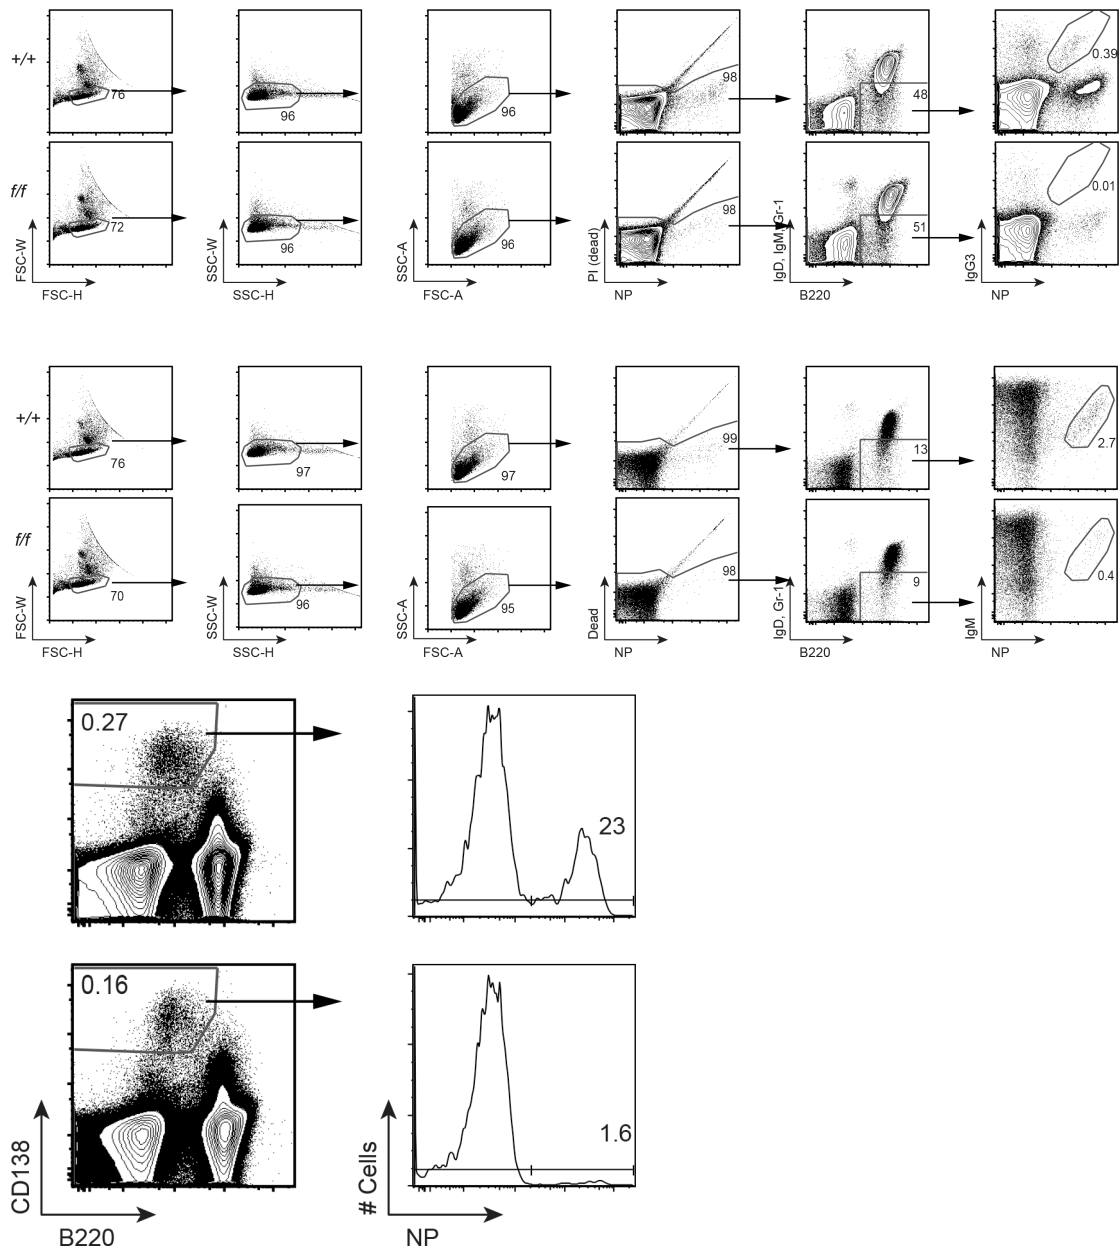 +/+
76
96
96
98
48
0.39
f/f
72
96
96
98
51
0.01
FSC-W
FSC-H
SSC-W
SSC-H
SSC-A
FSC-A
PI (dead)
NP
IgD, IgM, Gr-1
B220
IgG3
NP
+/+
76
97
97
99
13
2.7
f/f
70
96
95
98
9
0.4
FSC-W
FSC-H
SSC-W
SSC-H
SSC-A
FSC-A
Dead
NP
IgD, Gr-1
B220
IgM
NP
0.27
23
0.16
1.6
CD138
B220
# Cells
NP